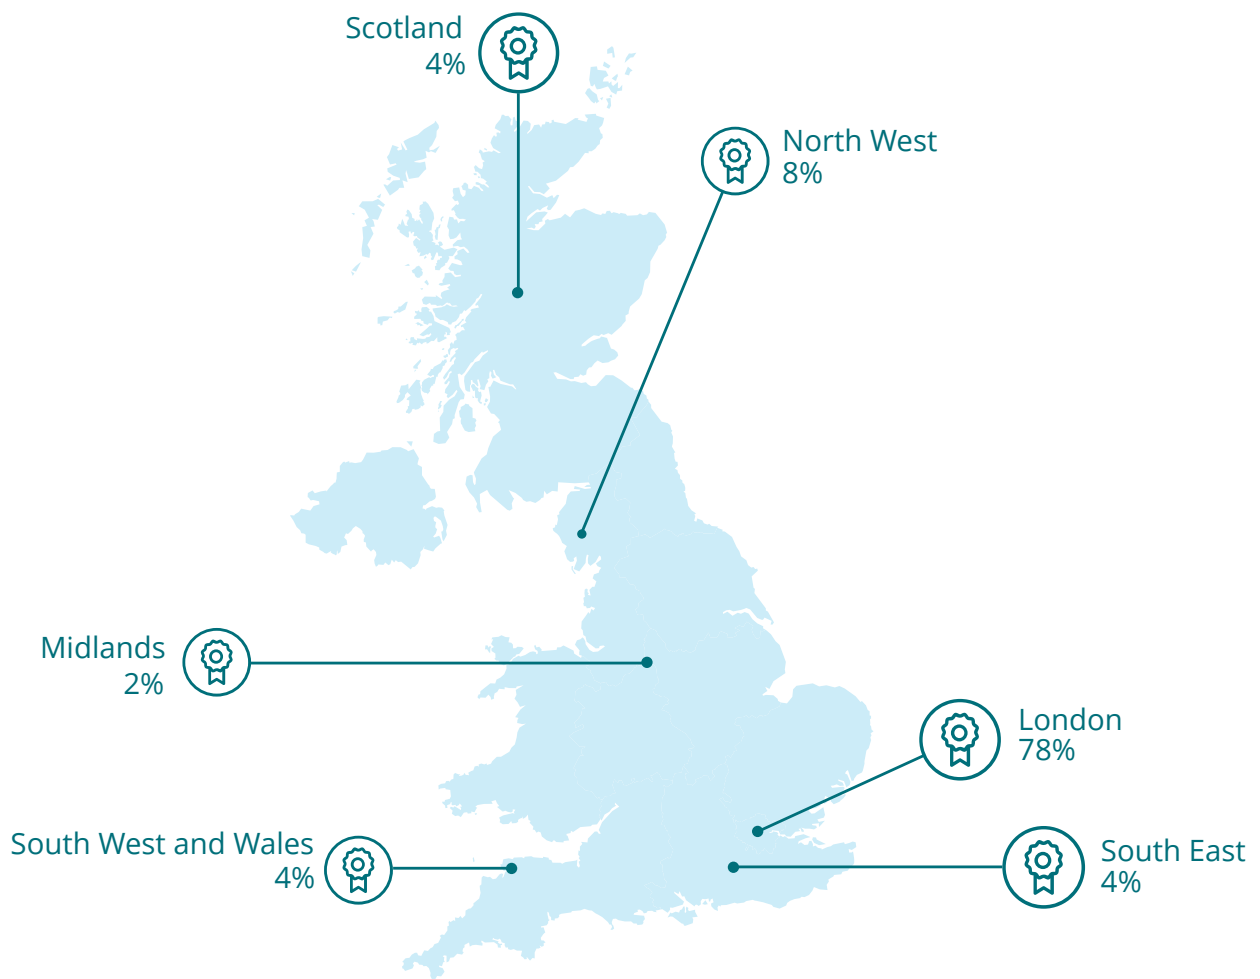 Scotland
4%
North West
8%
Midlands
2%
London
78%
South West and Wales
4%
South East
4%